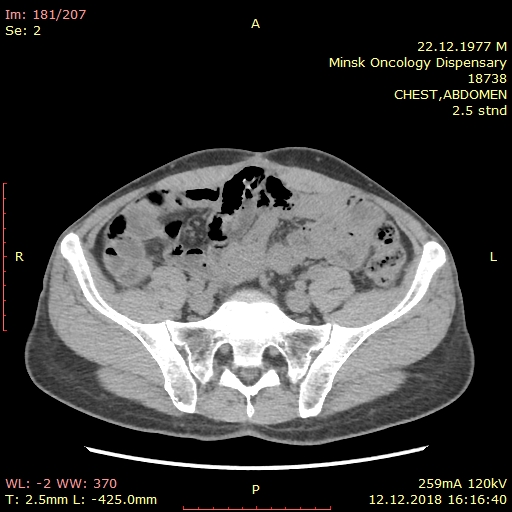 Im: 181/207
Se: 2
A
22.12.1977 M
Minsk Oncology Dispensary
18738
CHEST,ABDOMEN
2.5 stnd
R
L
WL: -2 WW: 370
T: 2.5mm L: -425.0mm
P
259mA 120kV
12.12.2018 16:16:40